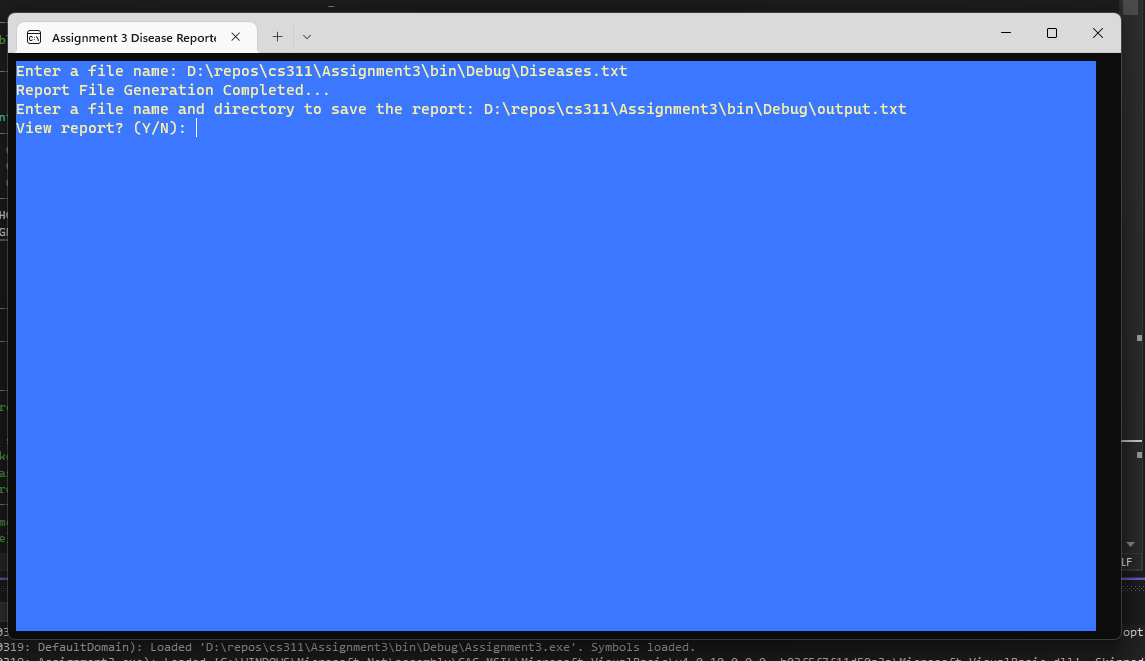 Assignment 3 Disease Reporte
Enter a file name: D:\repos\cs311\Assignment3\bin\Debug\Diseases.txt
Report File Generation Completed...
Enter a file name and directory to save the report: D:\repos\cs311\Assignment3\bin\Debug\output.txt
View report? (Y/N):
LF
opt
0319: DefaultDomain): Loaded 'D:\repos\cs311\Assignment3\bin\Debug\Assignment3.exe'. Symbols loaded.